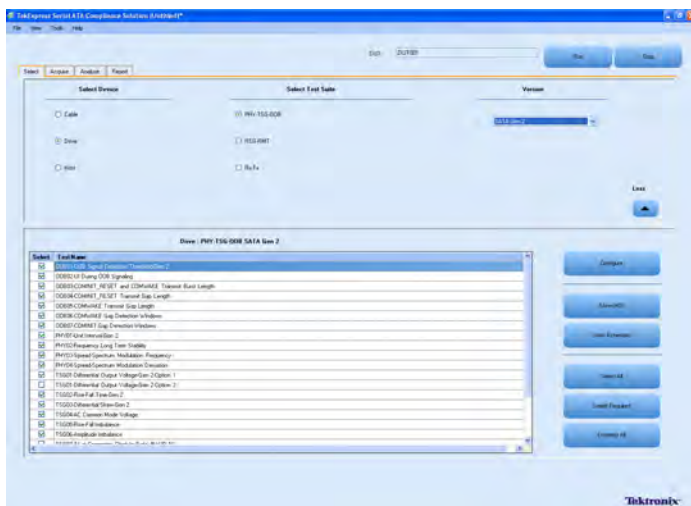 TekExpress Serial ATA Compliance Solution (Untitled)*
File View Tools Help
DUT DUT001
Run Stop
Select Acquire Analyze Report
Select Device Select Test Suite Version
Cable PHY-TSG-OOB SATA Gen 2
Drive RSG-RMT
Host Rx-Tx
Less
Drive : PHY-TSG-OOB SATA Gen 2
Select Test Name
OOB01-OOB Signal Detection Threshold Gen 2
OOB02-UI During OOB Signaling
OOB03-COMINIT_RESET and COMWAKE Transmit Burst Length
OOB04-COMINIT_RESET Transmit Gap Length
OOB05-COMWAKE Transmit Gap Length
OOB06-COMWAKE Gap Detection Windows
OOB07-COMINIT Gap Detection Windows
PHY01-Unit Interval Gen 2
PHY02-Frequency Long Term Stability
PHY03-Spread Spectrum Modulation Frequency
PHY04-Spread Spectrum Modulation Deviation
TSG01-Differential Output Voltage Gen 2 Option 1
TSG01-Differential Output Voltage Gen 2 Option 2
TSG02-Rise Fall Time Gen 2
TSG03-Differential Skew Gen 2
TSG04-AC Common Mode Voltage
TSG05-Rise Fall Imbalance
TSG06-Amplitude Imbalance
Configure
Select All
Select Required
Deselect All
Tektronix